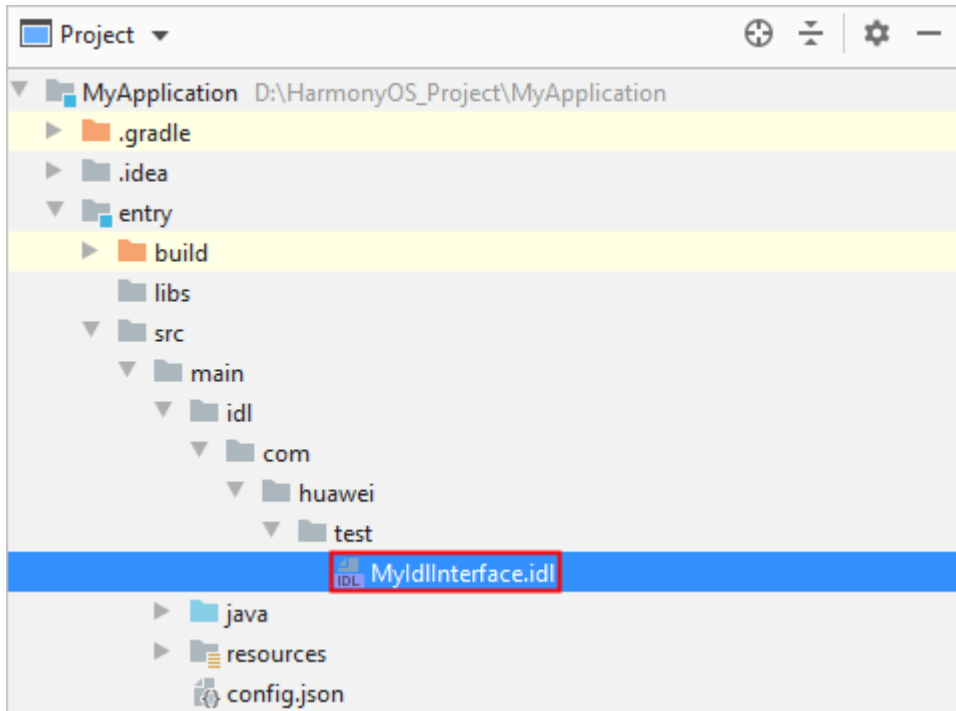 Project
MyApplication D:\HarmonyOS_Project\MyApplication
.gradle
.idea
entry
build
libs
src
main
idl
com
huawei
test
IDL MyIdlInterface.idl
java
resources
config.json